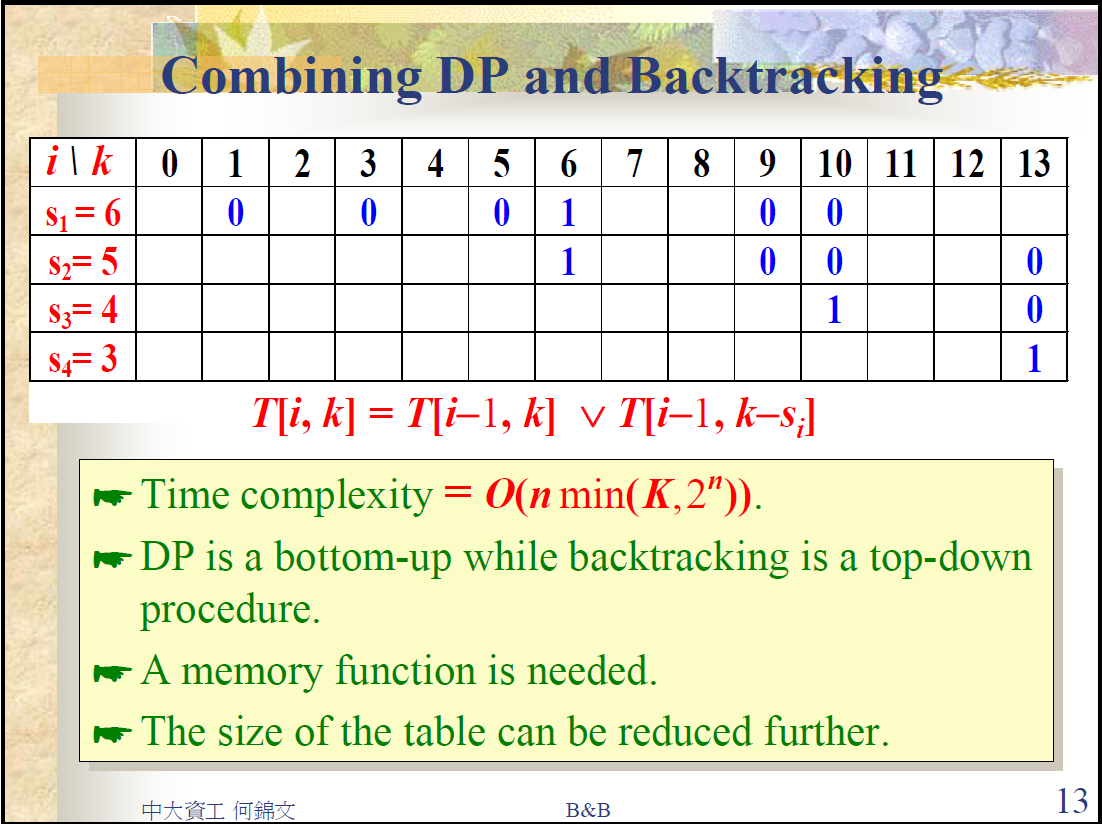 Combining DP and Backtracking
i \ k 0 1 2 3 4 5 6 7 8 9 10 11 12 13
s1 = 6 0 0 0 1 0 0
s2= 5 1 0 0 0
s3= 4 1 0
s4= 3 1
T[i, k] = T[i–1, k] ∨ T[i–1, k–si]
☛ Time complexity = O(n min(K,2^n)).
☛ DP is a bottom-up while backtracking is a top-down
procedure.
☛ A memory function is needed.
☛ The size of the table can be reduced further.
中大資工 何錦文 B&B 13